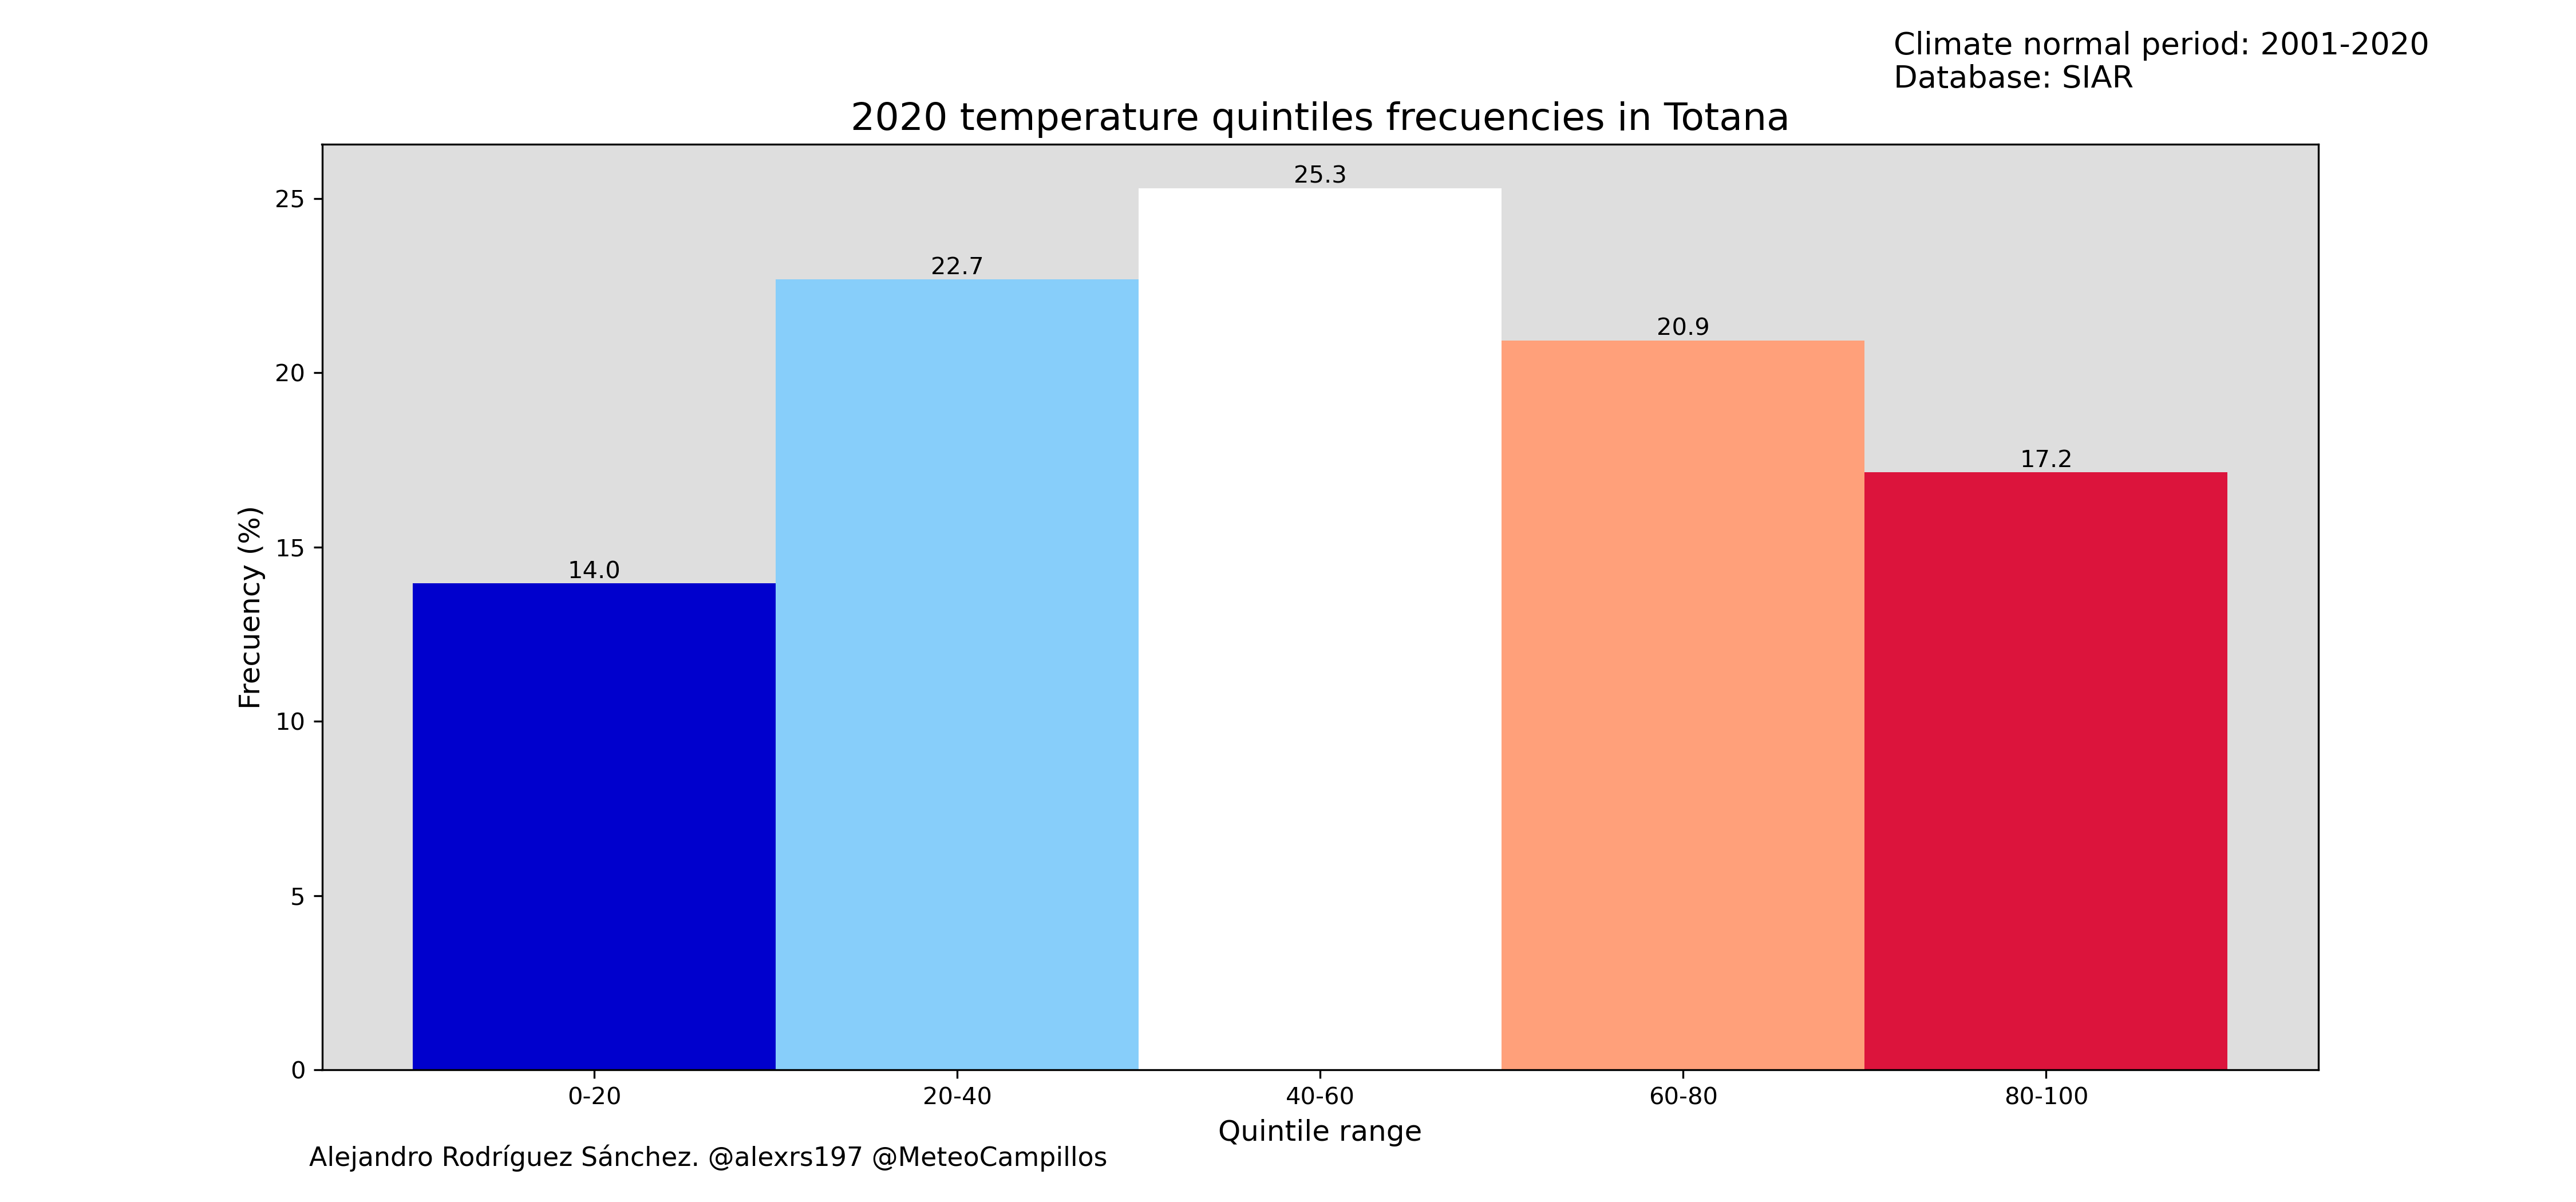 Climate normal period: 2001-2020
Database: SIAR
2020 temperature quintiles frecuencies in Totana
25.3
22.7
20.9
17.2
14.0
25
20
15
10
5
0
Frecuency (%)
0-20
20-40
40-60
60-80
80-100
Quintile range
Alejandro Rodríguez Sánchez. @alexrs197 @MeteoCampillos